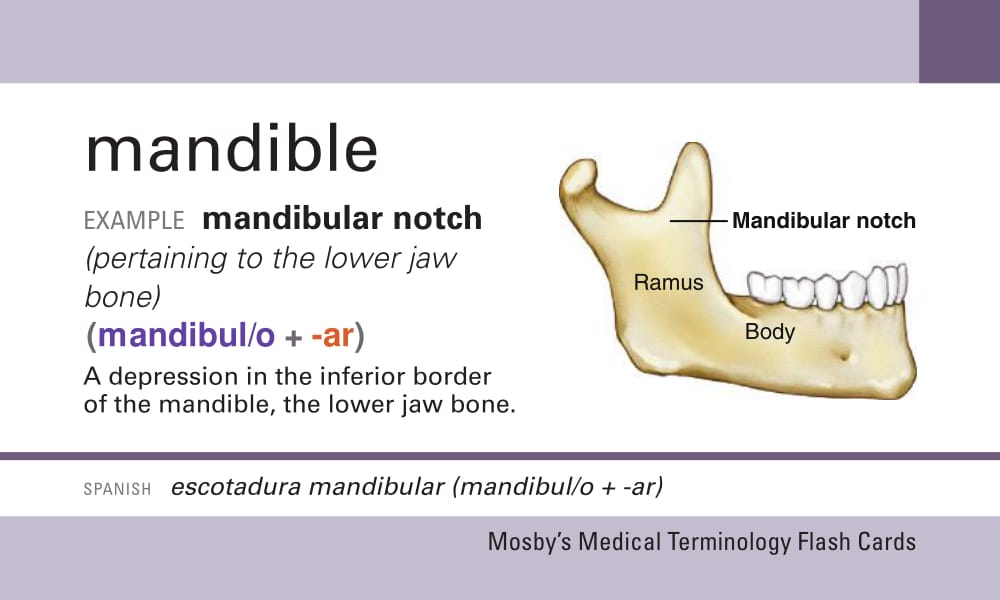 mandible
EXAMPLE mandibular notch
(pertaining to the lower jaw
bone)
(mandibul/o + -ar)
A depression in the inferior border
of the mandible, the lower jaw bone.
Mandibular notch
Ramus
Body
SPANISH escotadura mandibular (mandibul/o + -ar)
Mosby’s Medical Terminology Flash Cards